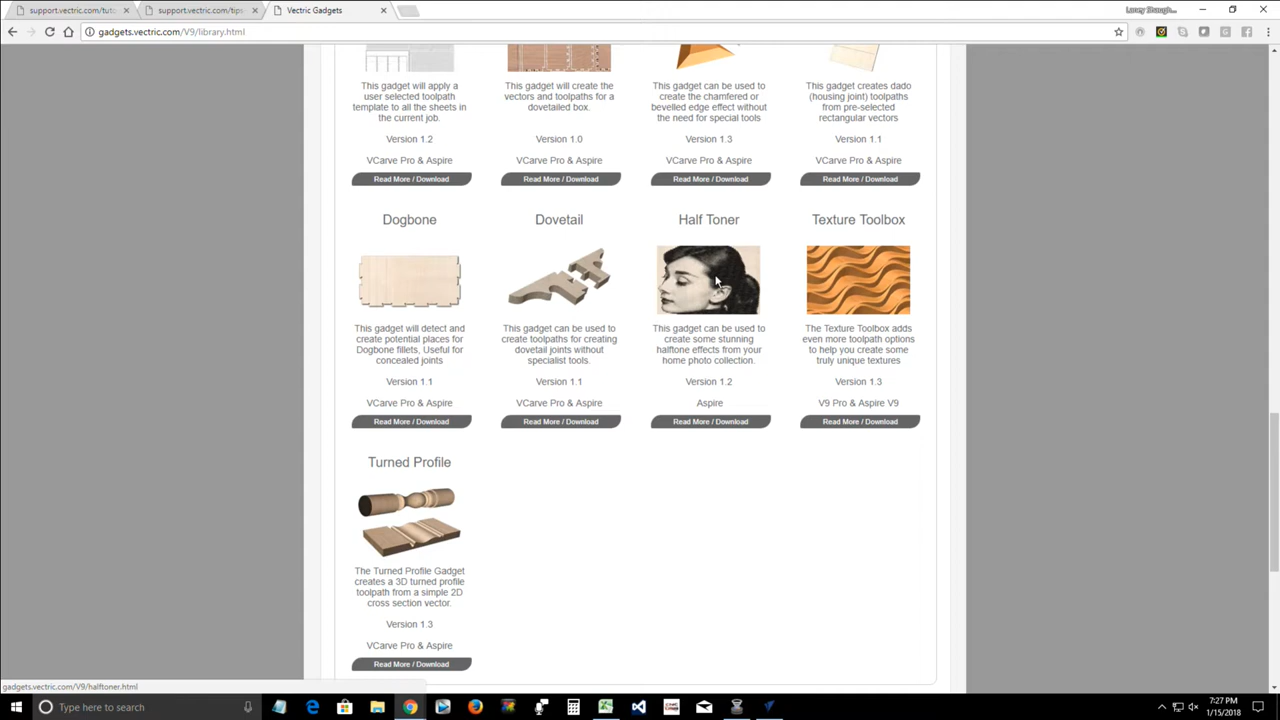 support.vectric.com/tuto
support.vectric.com/tips
Vectric Gadgets
gadgets.vectric.com/V9/library.html
This gadget will apply a
user selected toolpath
template to all the sheets in
the current job.
Version 1.2
VCarve Pro & Aspire
Read More / Download
This gadget will create the
vectors and toolpaths for a
dovetailed box.
Version 1.0
VCarve Pro & Aspire
Read More / Download
This gadget can be used to
create the chamfered or
bevelled edge effect without
the need for special tools
Version 1.3
VCarve Pro & Aspire
Read More / Download
This gadget creates dado
(housing joint) toolpaths
from pre-selected
rectangular vectors
Version 1.1
VCarve Pro & Aspire
Read More / Download
Dogbone
This gadget will detect and
create potential places for
Dogbone fillets, Useful for
concealed joints
Version 1.1
VCarve Pro & Aspire
Read More / Download
Dovetail
This gadget can be used to
create toolpaths for creating
dovetail joints without
specialist tools.
Version 1.1
VCarve Pro & Aspire
Read More / Download
Half Toner
This gadget can be used to
create some stunning
halftone effects from your
home photo collection.
Version 1.2
Aspire
Read More / Download
Texture Toolbox
The Texture Toolbox adds
even more toolpath options
to help you create some
truly unique textures
Version 1.3
V9 Pro & Aspire V9
Read More / Download
Turned Profile
The Turned Profile Gadget
creates a 3D turned profile
toolpath from a simple 2D
cross section vector.
Version 1.3
VCarve Pro & Aspire
Read More / Download
gadgets.vectric.com/V9/halftoner.html
Type here to search
7:27 PM
1/15/2018